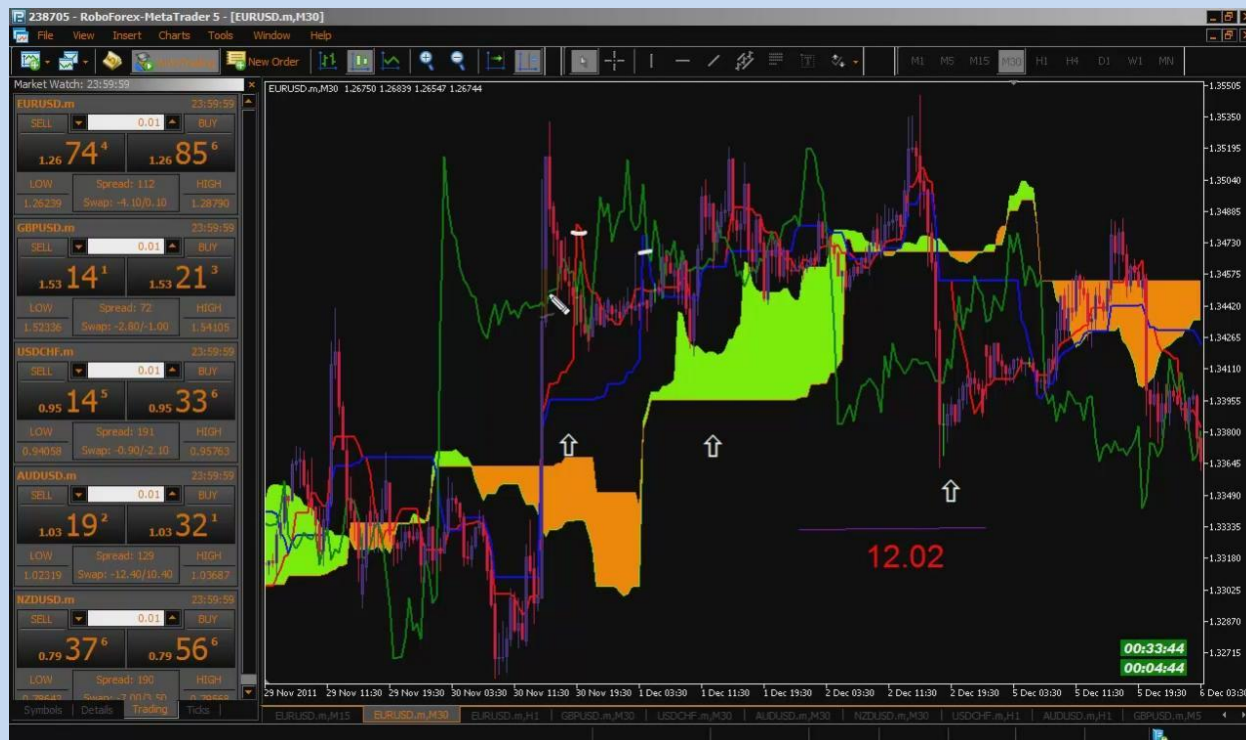 238705 - RoboForex-MetaTrader 5 - [EURUSD.m,M30]
File View Insert Charts Tools Window Help
New Order M1 M5 M15 M30 H1 H4 D1 W1 MN
Market Watch: 23:59:59
EURUSD.m 23:59:59
SELL 0.01 BUY
1.26 74 4 1.26 85 6
LOW Spread: 112 HIGH
1.26239 Swap: -4.10/0.10 1.28790
GBPUSD.m 23:59:59
SELL 0.01 BUY
1.53 14 1 1.53 21 3
LOW Spread: 72 HIGH
1.52336 Swap: -2.80/-1.00 1.54105
USDCHF.m 23:59:59
SELL 0.01 BUY
0.95 14 5 0.95 33 6
LOW Spread: 191 HIGH
0.94058 Swap: -0.90/-2.10 0.95763
AUDUSD.m 23:59:59
SELL 0.01 BUY
1.03 19 2 1.03 32 1
LOW Spread: 129 HIGH
1.02319 Swap: -12.40/10.40 1.03687
NZDUSD.m 23:59:59
SELL 0.01 BUY
0.79 37 6 0.79 56 6
LOW Spread: 190 HIGH
Symbols Details Trading Ticks
EURUSD.m,M30 1.26750 1.26839 1.26547 1.26744
1.35505
1.35350
1.35195
1.35040
1.34885
1.34730
1.34575
1.34420
1.34265
1.34110
1.33955
1.33800
1.33645
1.33490
1.33335
1.33180
1.33025
1.32870
1.32715
12.02
00:33:44
00:04:44
29 Nov 2011 29 Nov 11:30 29 Nov 19:30 30 Nov 03:30 30 Nov 11:30 30 Nov 19:30 1 Dec 03:30 1 Dec 11:30 1 Dec 19:30 2 Dec 03:30 2 Dec 11:30 2 Dec 19:30 5 Dec 03:30 5 Dec 11:30 5 Dec 19:30 6 Dec 03:30
EURUSD.m,M15 EURUSD.m,M30 EURUSD.m,H1 GBPUSD.m,M30 USDCHF.m,M30 AUDUSD.m,M30 NZDUSD.m,M30 USDCHF.m,H1 AUDUSD.m,H1 GBPUSD.m,M5